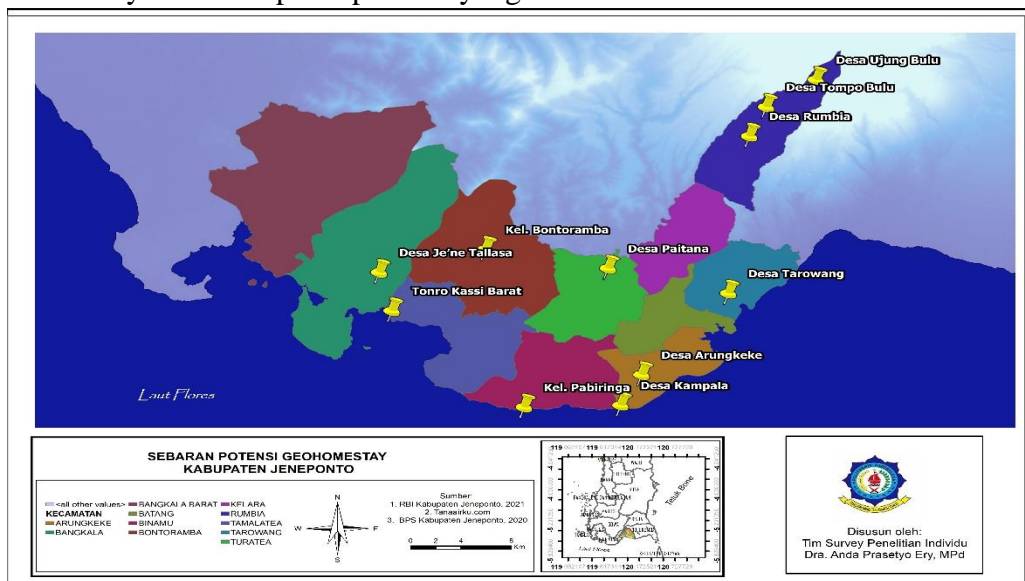 Desa Ujung Bulu
Desa Tompo Bulu
Desa Rumbia
Kel. Bontoramba
Desa Je'ne Tallasa
Desa Paitana
Desa Tarowang
Tonro Kassi Barat
Desa Arungkeke
Kel. Pabiringa
Desa Kampala
Laut Flores
SEBARAN POTENSI GEOHOMESTAY
KABUPATEN JENEPONTO
<all other values>
KECAMATAN
ARUNGKEKE
BANGKALA
BANGKALA BARAT
BATANG
BINAMU
BONTORAMBA
KELARA
RUMBIA
TAMALATEA
TAROWANG
TURATEA
N
W
E
S
Sumber:
1. RBI Kabupaten Jeneponto. 2021
2. Tanaairku.com
3. BPS Kabupaten Jeneponto. 2020
0 2 4 8
Km
Teluk Bone
Laut Flores
Disusun oleh:
Tim Survey Penelitian Individu
Dra. Anda Prasetyo Ery, MPd